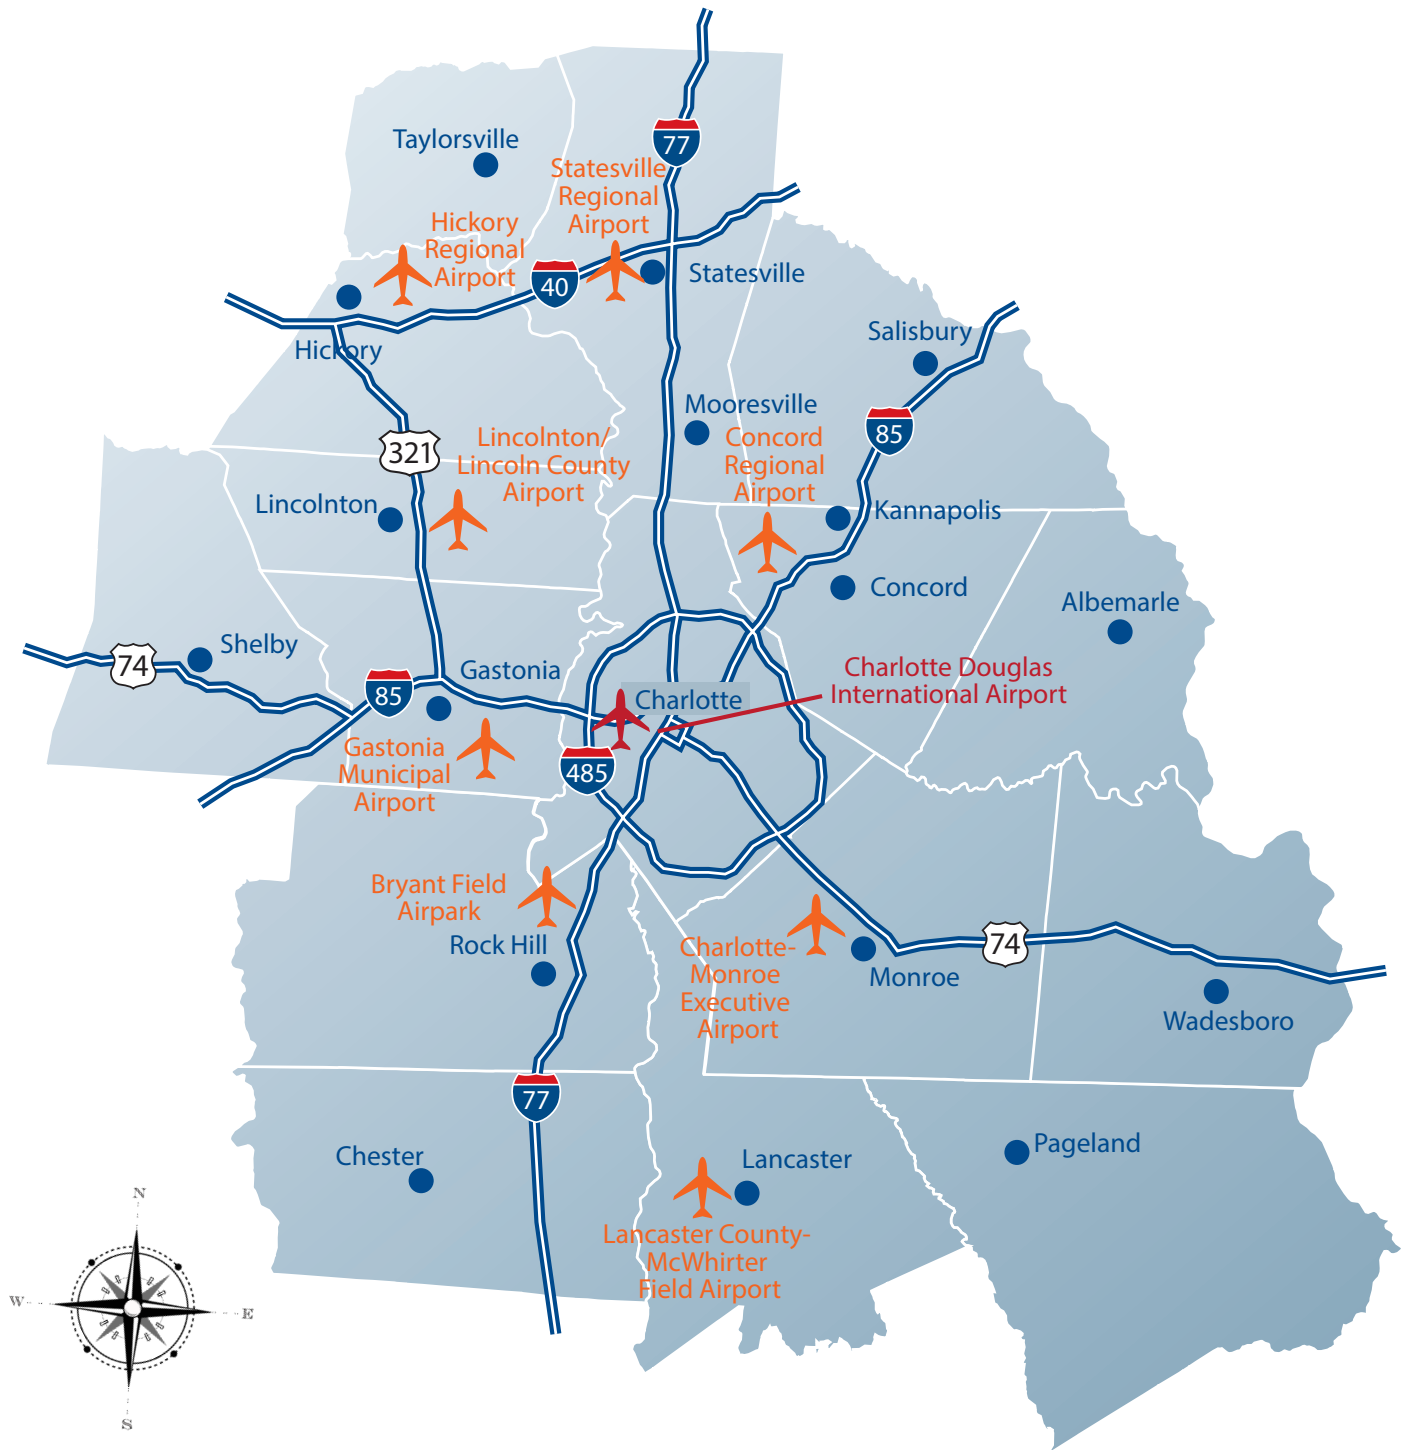 77
Taylorsville
Statesville
Regional
Airport
Hickory
Regional
Airport
40
Statesville
Hickory
Salisbury
Mooresville
85
Concord
Regional
Airport
321
Lincolnton/
Lincoln County
Airport
Lincolnton
Kannapolis
Concord
Albemarle
Shelby
74
Gastonia
85
Charlotte
Charlotte Douglas
International Airport
Gastonia
Municipal
Airport
485
Bryant Field
Airpark
Rock Hill
Charlotte-
Monroe
Executive
Airport
74
Monroe
Wadesboro
77
Chester
Lancaster
Pageland
Lancaster County-
McWhirter
Field Airport
N
W
E
S